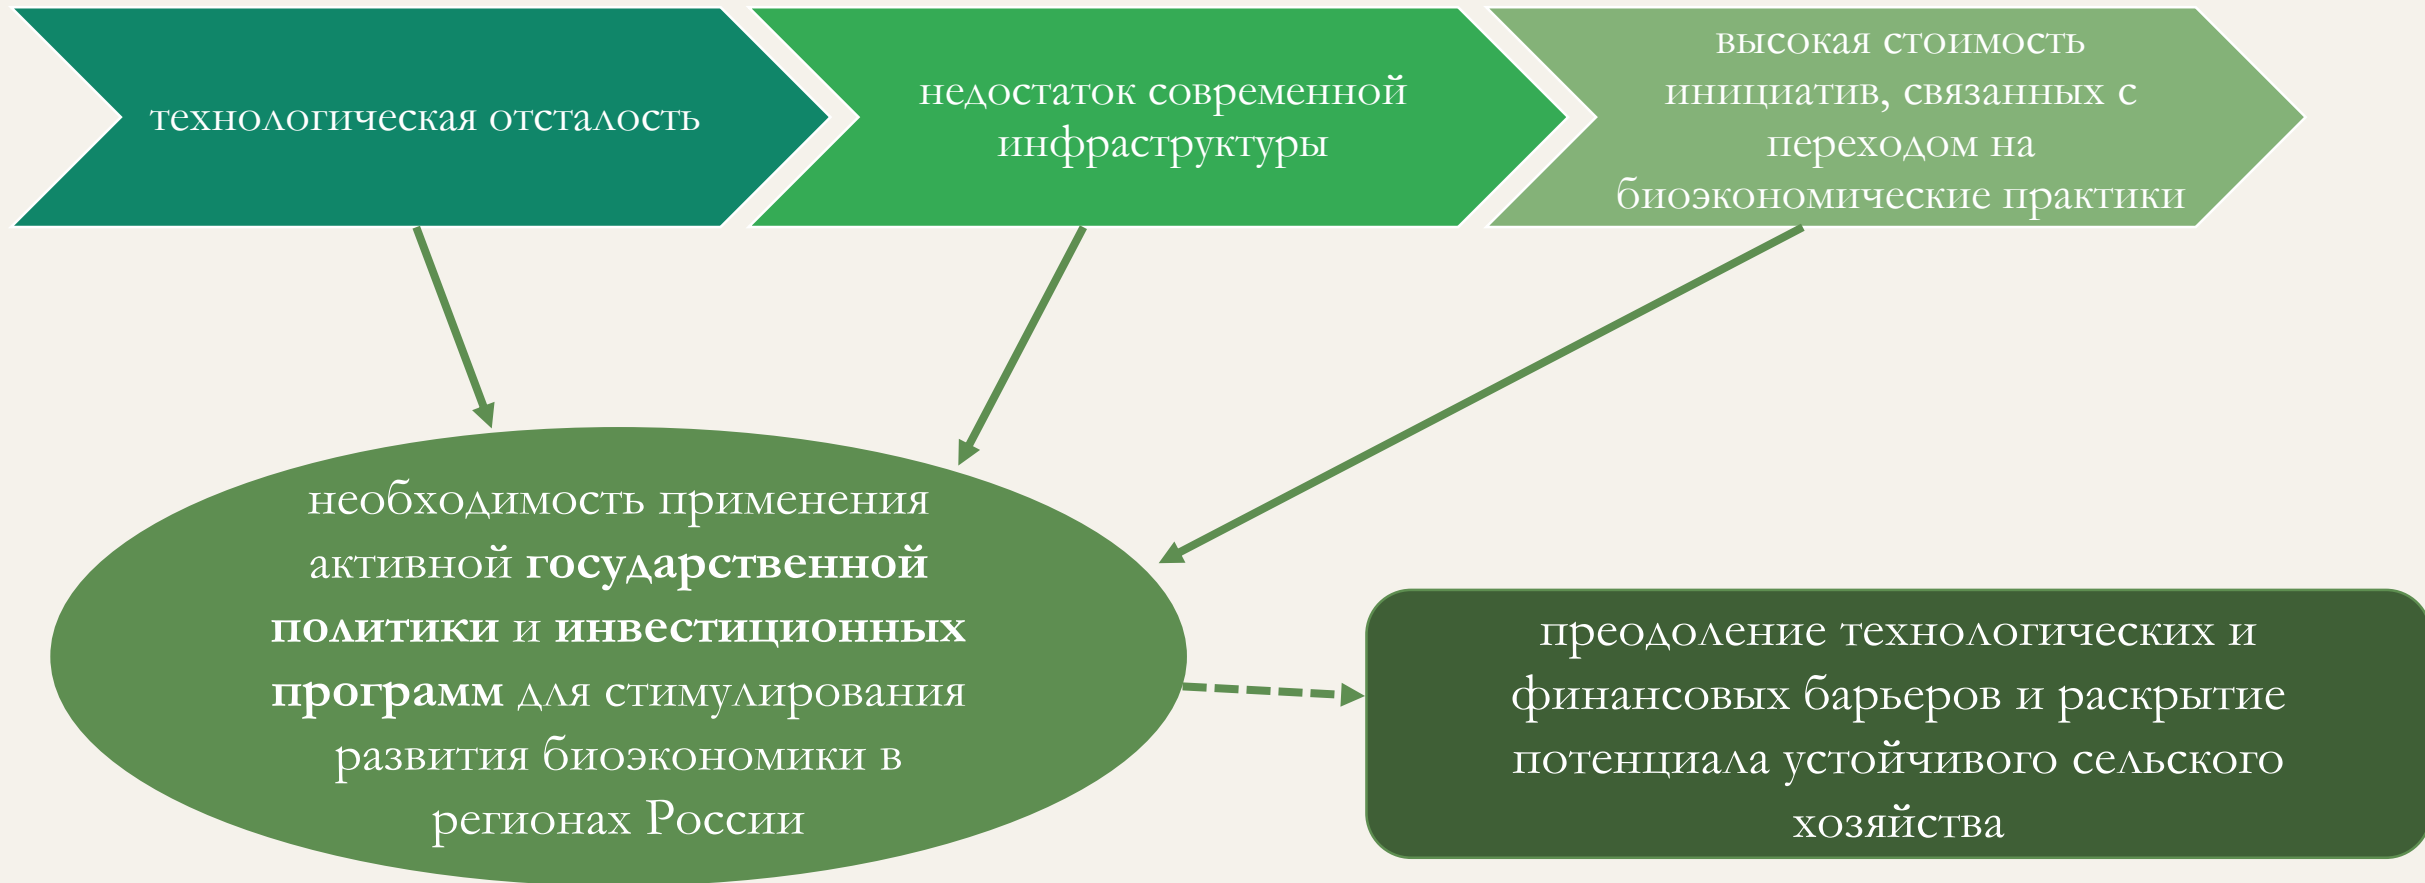 технологическая отсталость
недостаток современной
инфраструктуры
высокая стоимость
инициатив, связанных с
переходом на
биоэкономические практики
необходимость применения
активной государственной
политики и инвестиционных
программ для стимулирования
развития биоэкономики в
регионах России
преодоление технологических и
финансовых барьеров и раскрытие
потенциала устойчивого сельского
хозяйства